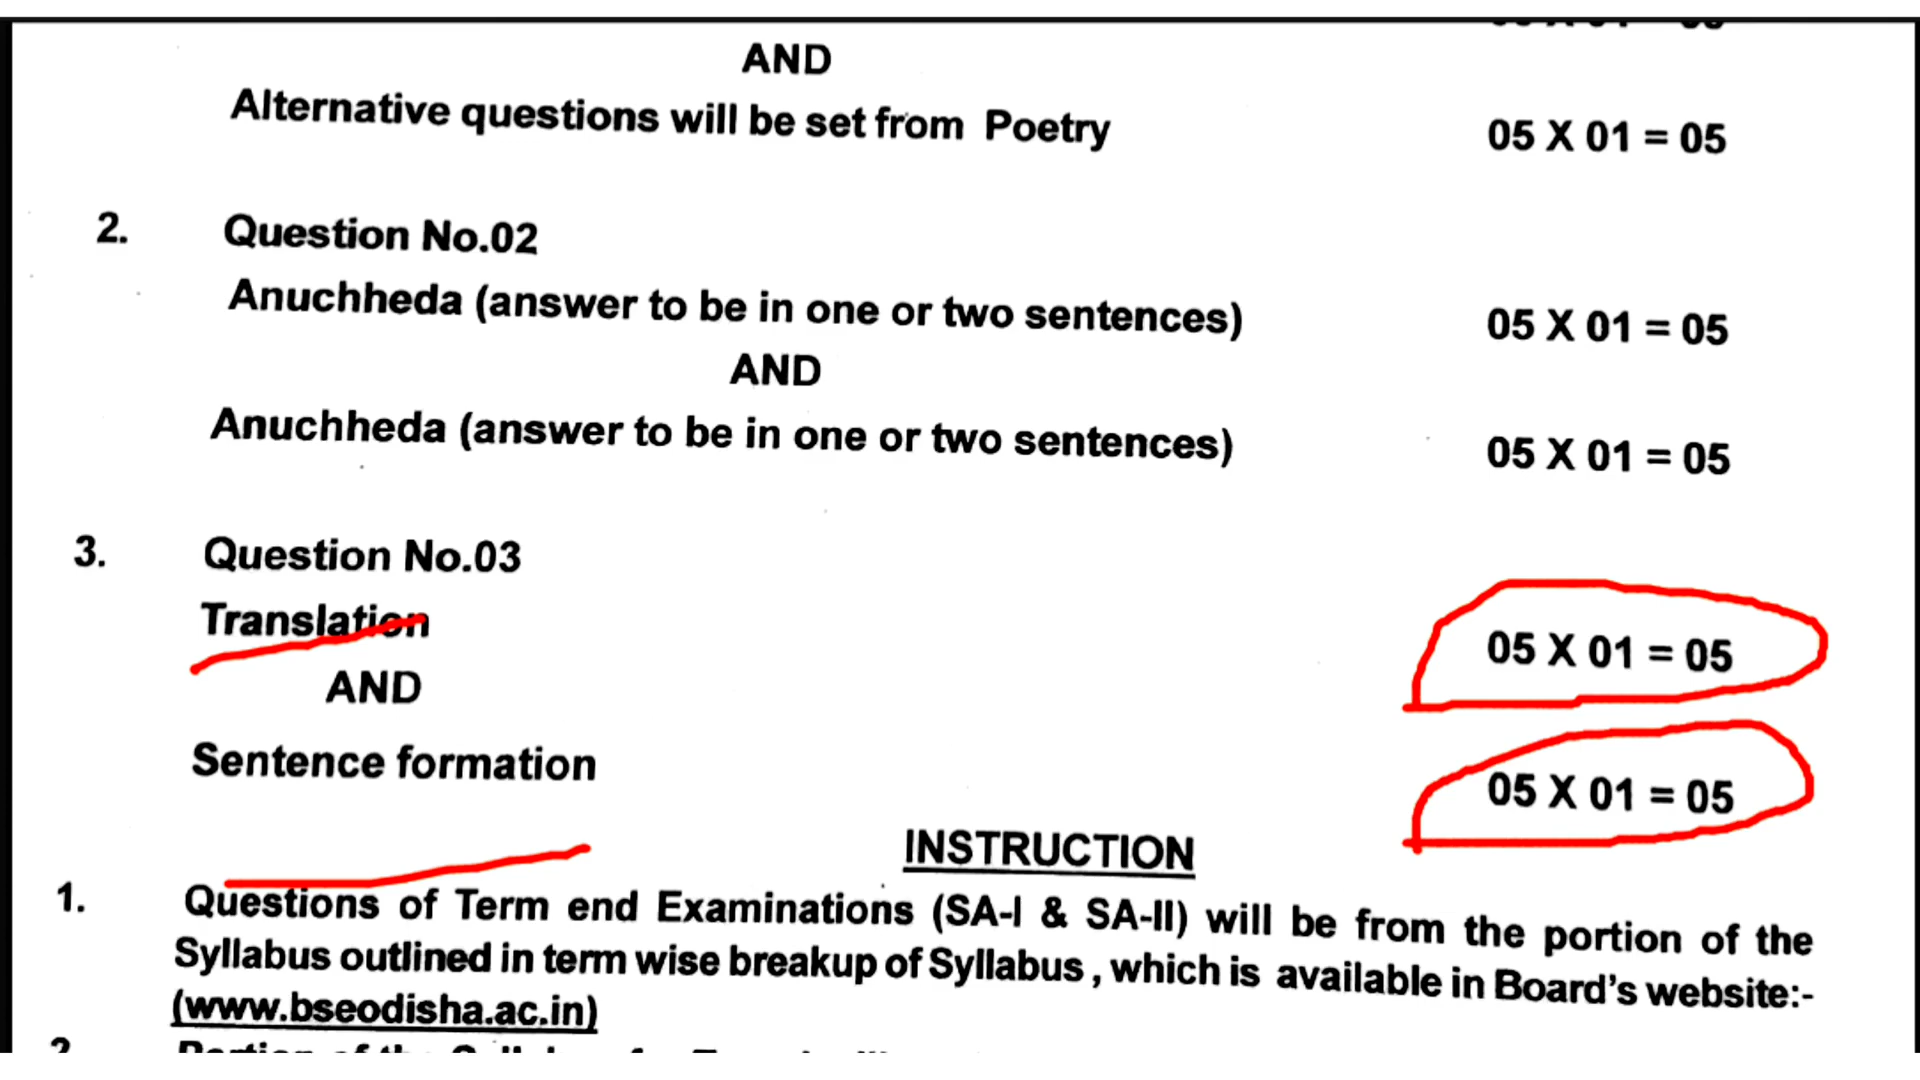 AND
Alternative questions will be set from Poetry 05 X 01 = 05
2. Question No.02
Anuchheda (answer to be in one or two sentences) 05 X 01 = 05
AND
Anuchheda (answer to be in one or two sentences) 05 X 01 = 05
3. Question No.03
Translation 05 X 01 = 05
AND
Sentence formation 05 X 01 = 05
INSTRUCTION
1. Questions of Term end Examinations (SA-I & SA-II) will be from the portion of the
Syllabus outlined in term wise breakup of Syllabus , which is available in Board's website:-
(www.bseodisha.ac.in)